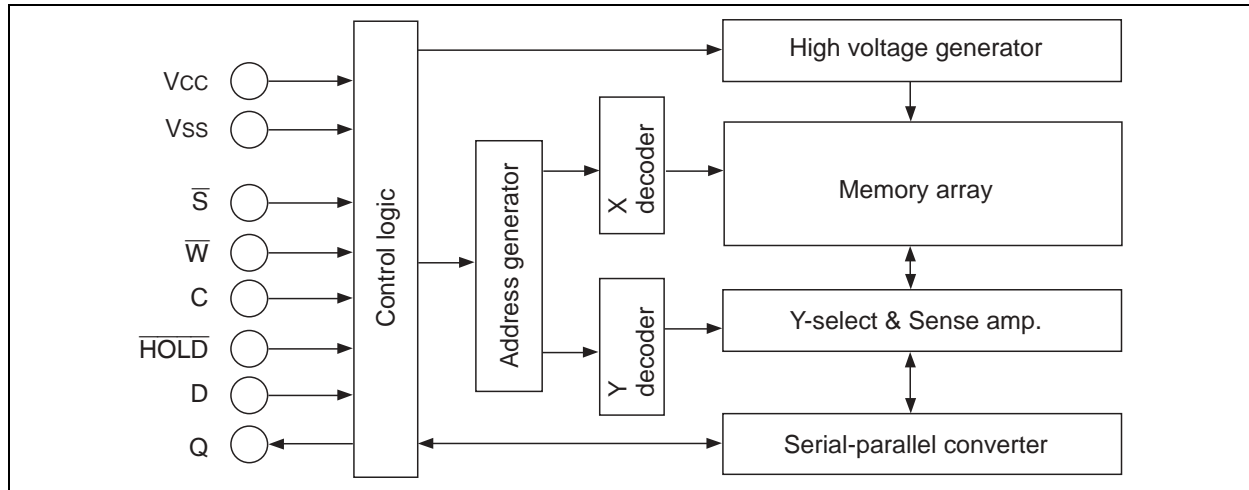 High voltage generator
Vcc
Vss
S̅
W̅
C
H̅O̅L̅D̅
D
Q
Control logic
Address generator
X
decoder
Y
decoder
Memory array
Y-select & Sense amp.
Serial-parallel converter